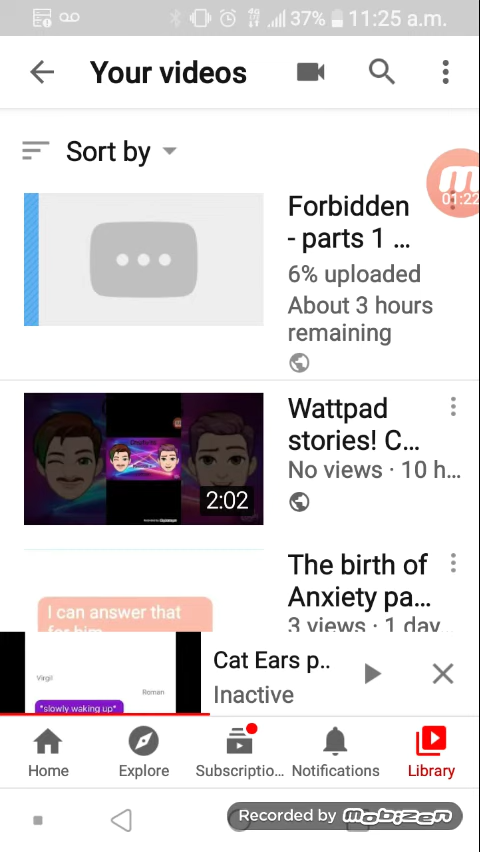 37% 11:25 a.m.
Your videos
Sort by
01:22
Forbidden
- parts 1 ...
6% uploaded
About 3 hours
remaining
Wattpad
stories! C...
No views · 10 h...
2:02
The birth of
Anxiety pa...
3 views · 1 day...
I can answer that
for him
Cat Ears p..
Inactive
Virgil
Roman
*slowly waking up*
Home Explore Subscriptio... Notifications Library
Recorded by mobizen